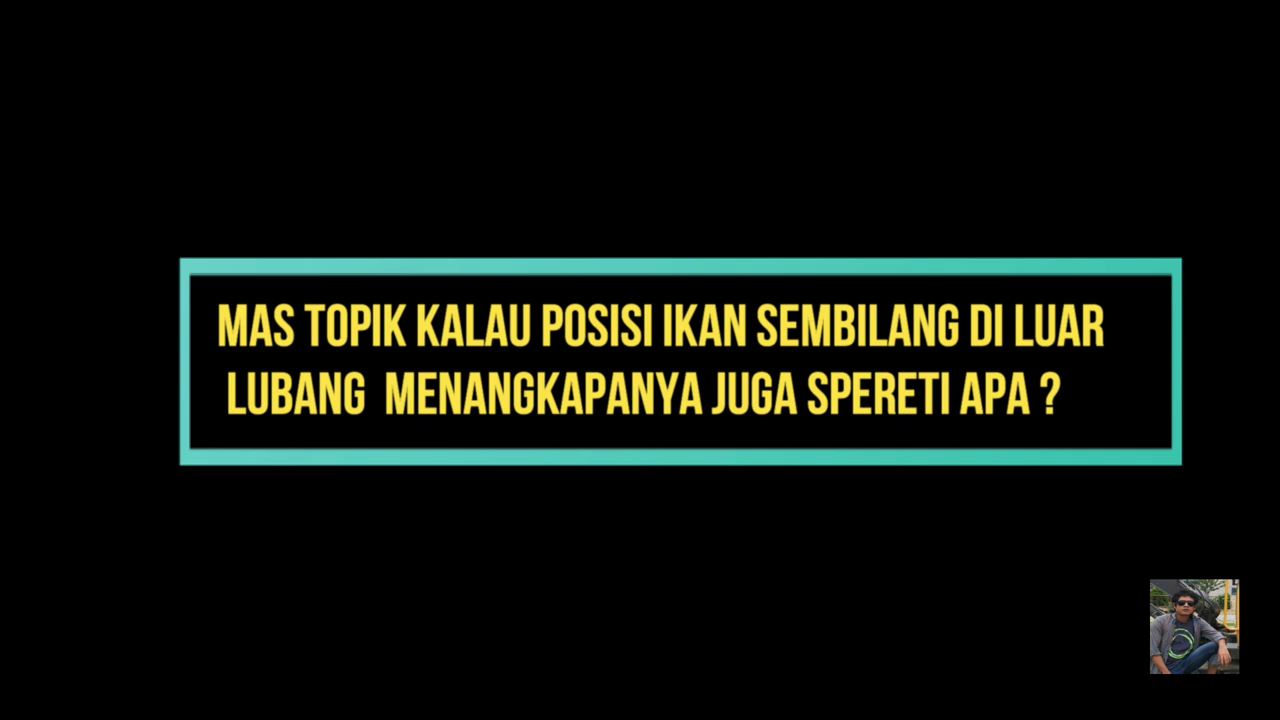 MAS TOPIK KALAU POSISI IKAN SEMBILANG DI LUAR
LUBANG MENANGKAPANYA JUGA SPERETI APA ?